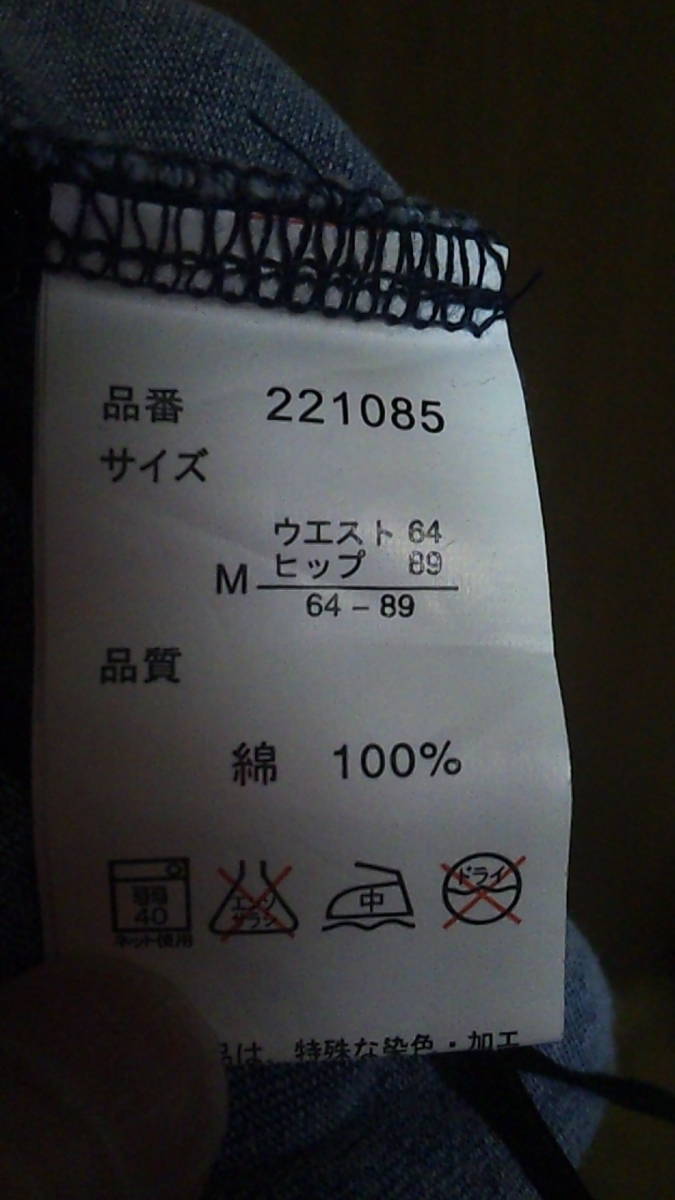 品番 221085
サイズ
ウエスト 64
M ヒップ 89
64-89
品質
綿 100%
弱 40 エンソサラシ 中 ドライ
ネット使用
品は、特殊な染色・加工